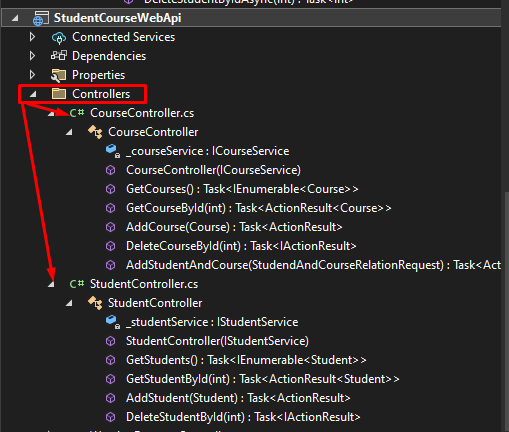 DeleteStudentByIdAsync(int) : Task<int>
StudentCourseWebApi
Connected Services
Dependencies
Properties
Controllers
C# CourseController.cs
CourseController
_courseService : ICourseService
CourseController(ICourseService)
GetCourses() : Task<IEnumerable<Course>>
GetCourseById(int) : Task<ActionResult<Course>>
AddCourse(Course) : Task<ActionResult>
DeleteCourseById(int) : Task<IActionResult>
AddStudentAndCourse(StudendAndCourseRelationRequest) : Task<Act
C# StudentController.cs
StudentController
_studentService : IStudentService
StudentController(IStudentService)
GetStudents() : Task<IEnumerable<Student>>
GetStudentById(int) : Task<ActionResult<Student>>
AddStudent(Student) : Task<ActionResult>
DeleteStudentById(int) : Task<IActionResult>